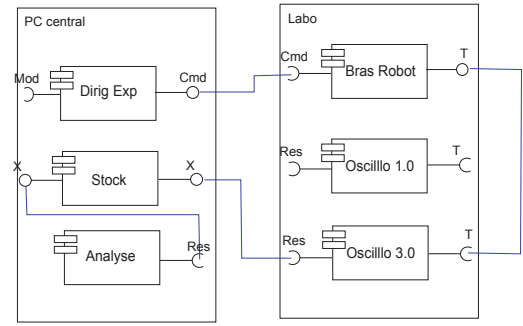 PC central
Mod
Dirig Exp
Cmd
X
Stock
X
Analyse
Res
Labo
Cmd
Bras Robot
T
Res
Oscilllo 1.0
T
Res
Oscilllo 3.0
T